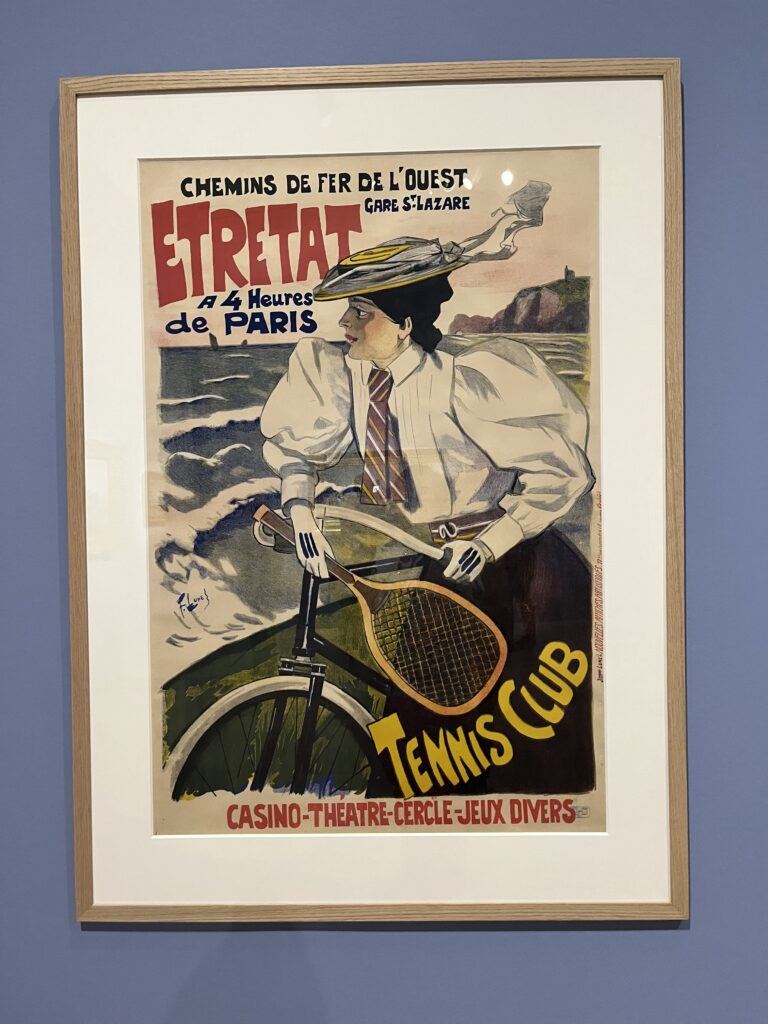 CHEMINS DE FER DE L'OUEST
GARE ST LAZARE
ETRETAT
A 4 Heures
de PARIS
F. Lunel
TENNIS CLUB
CASINO-THÉATRE-CERCLE-JEUX DIVERS